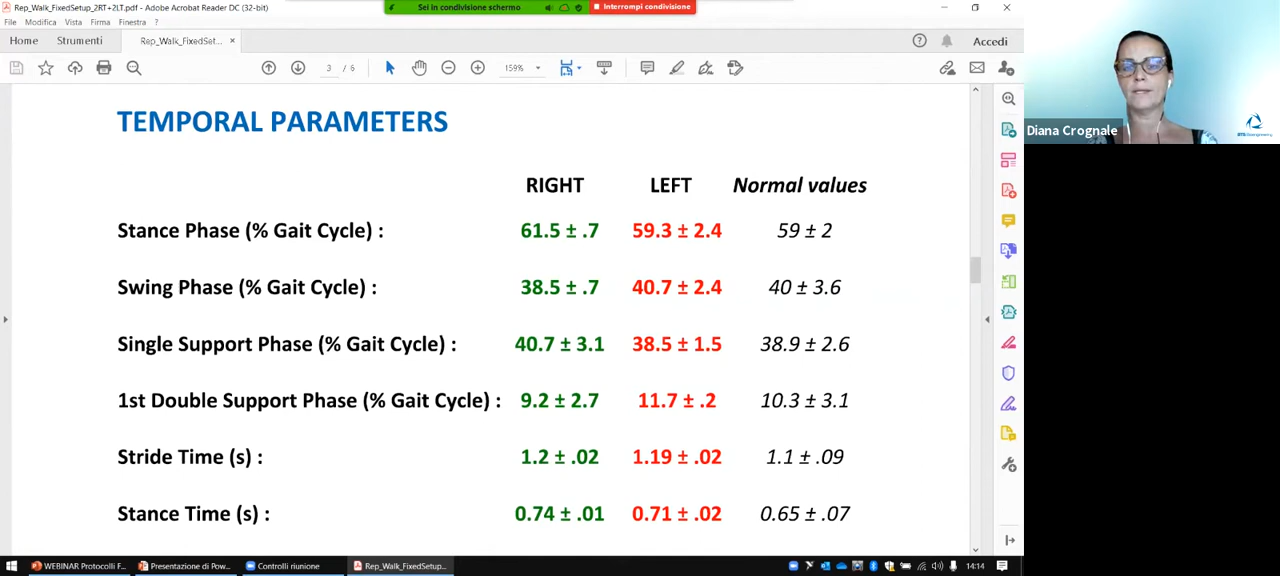 Rep_Walk_FixedSetup_2RT+2LT.pdf - Adobe Acrobat Reader DC (32-bit)
Sei in condivisione schermo
Interrompi condivisione
File Modifica Vista Firma Finestra ?
Home Strumenti Rep_Walk_FixedSet... × Accedi
3 / 6 159%
TEMPORAL PARAMETERS
RIGHT LEFT Normal values
Stance Phase (% Gait Cycle) : 61.5 ± .7 59.3 ± 2.4 59 ± 2
Swing Phase (% Gait Cycle) : 38.5 ± .7 40.7 ± 2.4 40 ± 3.6
Single Support Phase (% Gait Cycle) : 40.7 ± 3.1 38.5 ± 1.5 38.9 ± 2.6
1st Double Support Phase (% Gait Cycle) : 9.2 ± 2.7 11.7 ± .2 10.3 ± 3.1
Stride Time (s) : 1.2 ± .02 1.19 ± .02 1.1 ± .09
Stance Time (s) : 0.74 ± .01 0.71 ± .02 0.65 ± .07
Diana Crognale
BTS Bioengineering
WEBINAR Protocolli F... Presentazione di Pow... Controlli riunione Rep_Walk_FixedSetup... 14:14